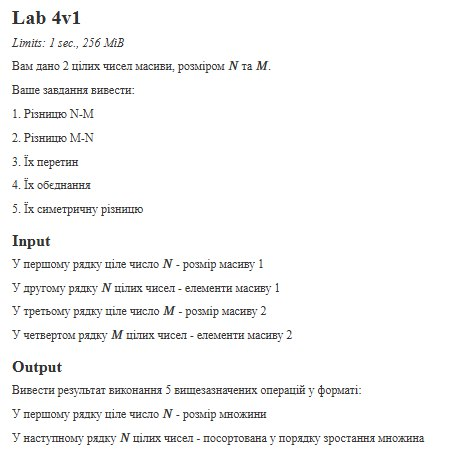 Lab 4v1
Limits: 1 sec., 256 MiB
Вам дано 2 цілих чисел масиви, розміром N та M.
Ваше завдання вивести:
1. Різницю N-M
2. Різницю M-N
3. Їх перетин
4. Їх обєднання
5. Їх симетричну різницю
Input
У першому рядку ціле число N - розмір масиву 1
У другому рядку N цілих чисел - елементи масиву 1
У третьому рядку ціле число M - розмір масиву 2
У четвертом рядку M цілих чисел - елементи масиву 2
Output
Вивести результат виконання 5 вищезазначених операцій у форматі:
У першому рядку ціле число N - розмір множини
У наступному рядку N цілих чисел - посортована у порядку зростання множина